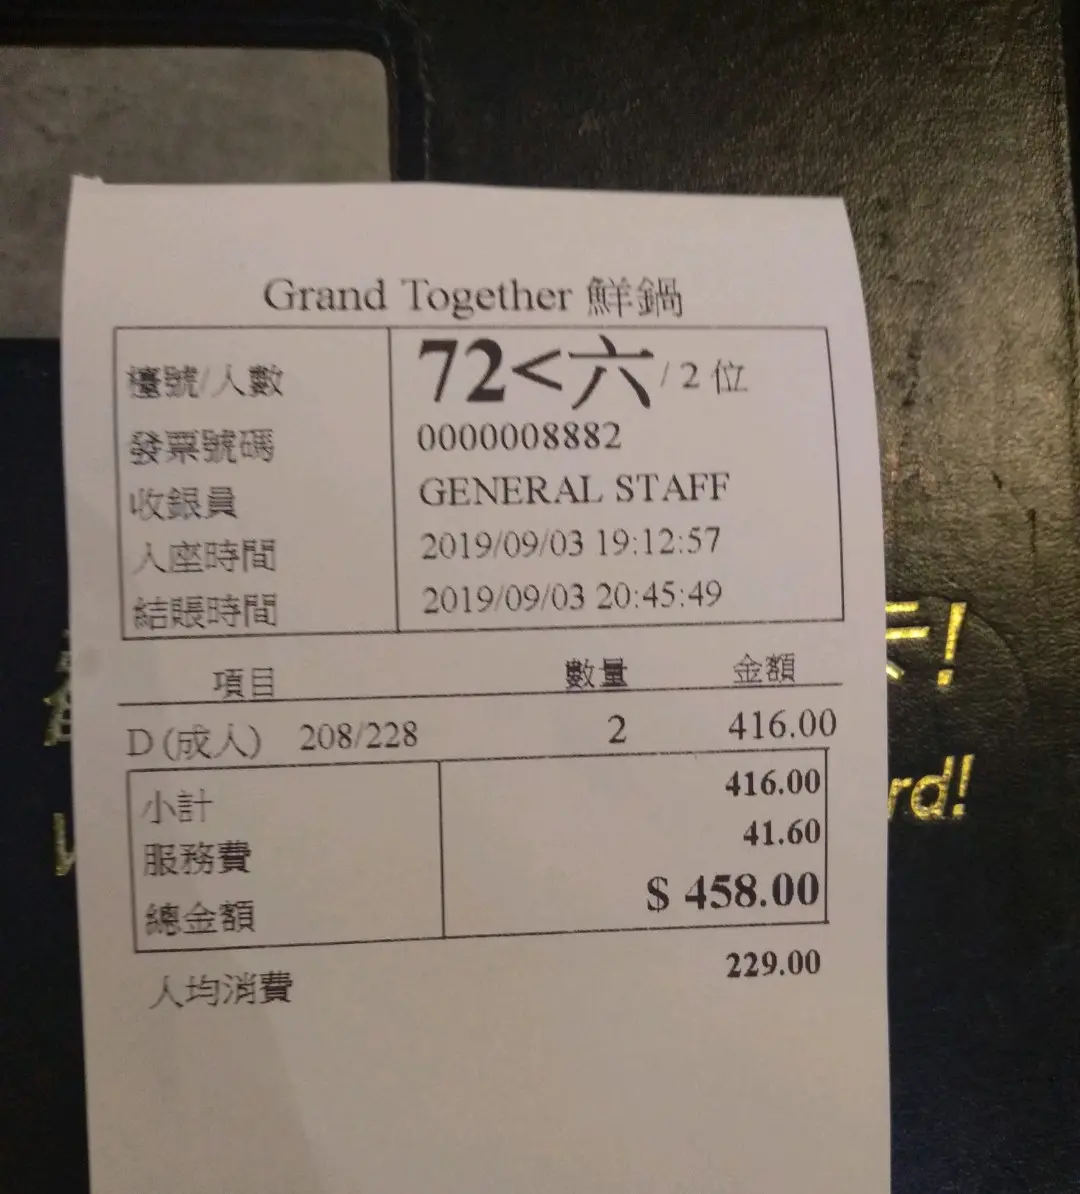 Grand Together 鮮鍋
檯號/人數 72<六 / 2 位
發票號碼 0000008882
收銀員 GENERAL STAFF
入座時間 2019/09/03 19:12:57
結賬時間 2019/09/03 20:45:49
項目 數量 金額
D (成人) 208/228 2 416.00
小計 416.00
服務費 41.60
總金額 $ 458.00
人均消費 229.00
rd!